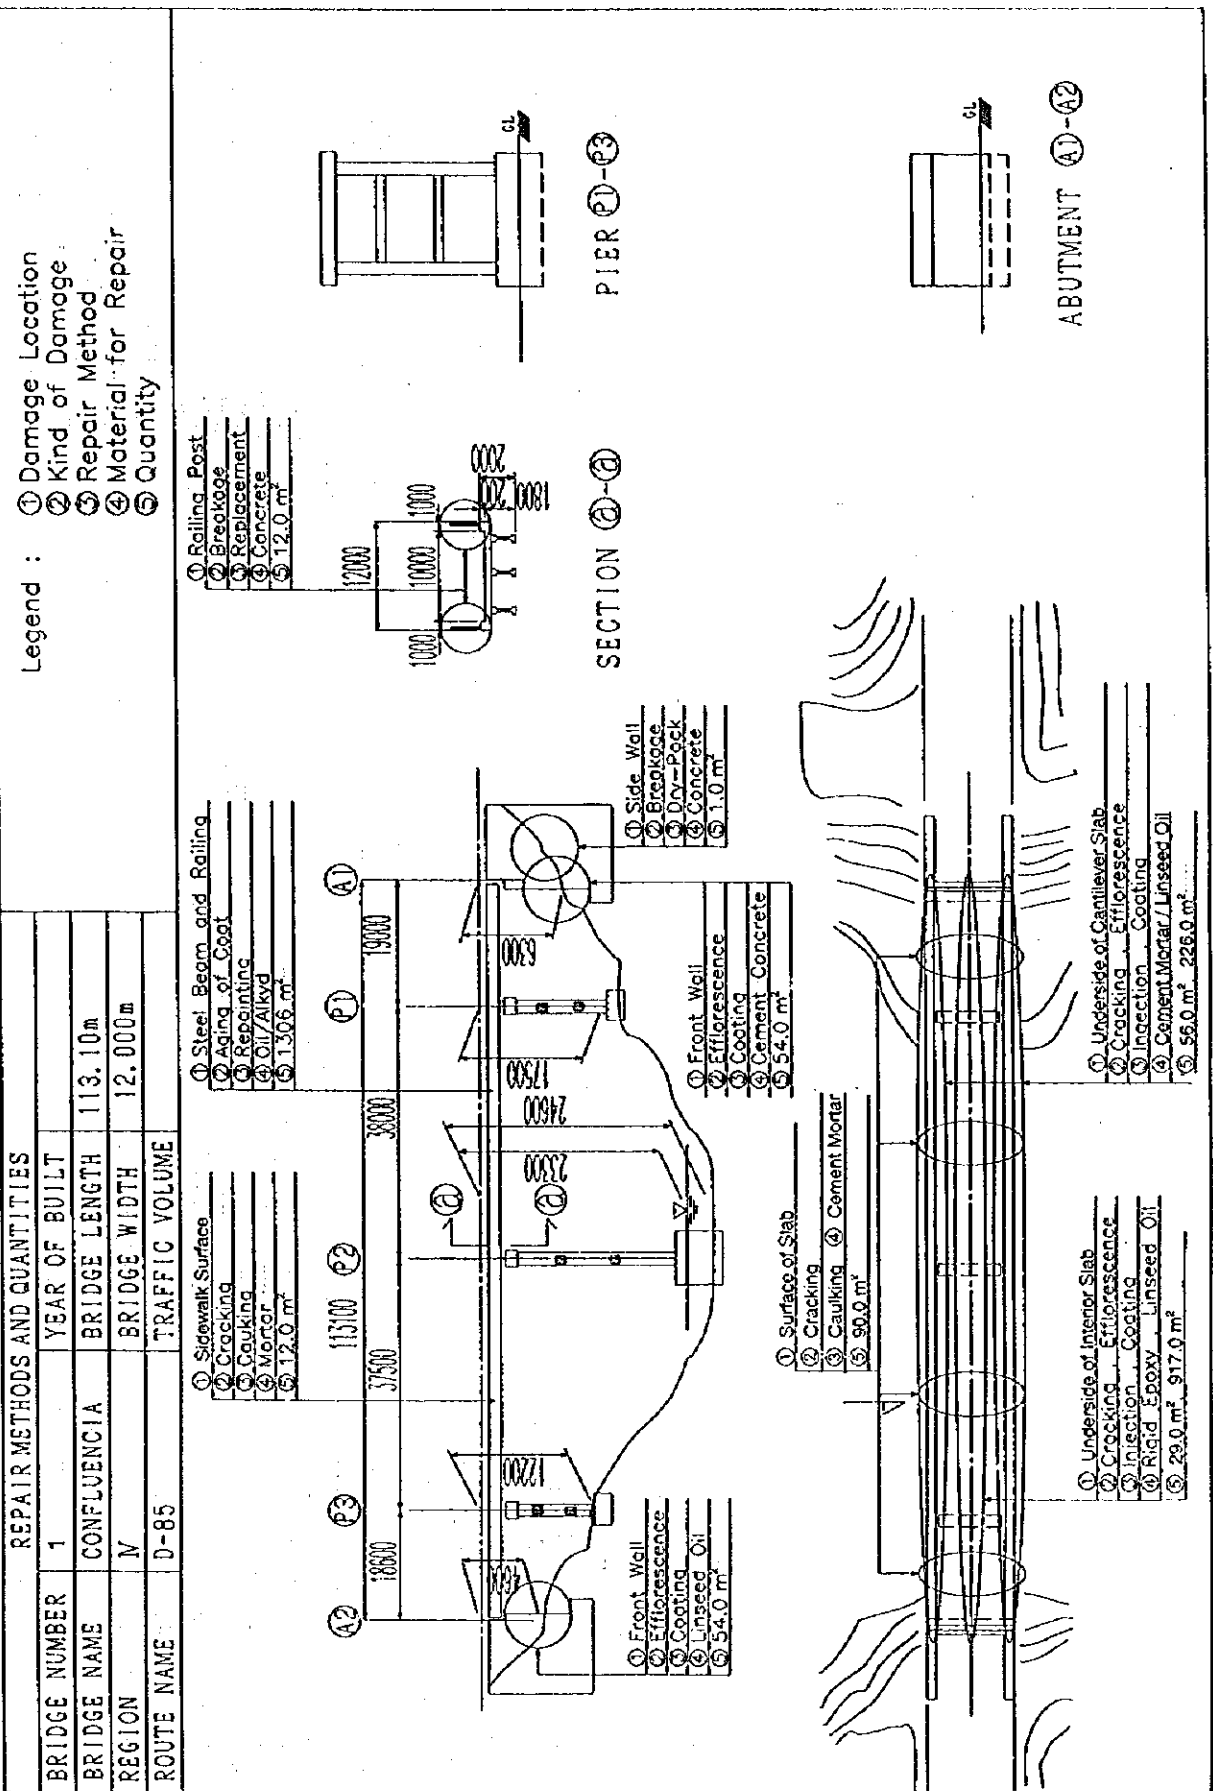 REPAIR METHODS AND QUANTITIES
BRIDGE NUMBER 1 YEAR OF BUILT
BRIDGE NAME CONFLUENCIA BRIDGE LENGTH 113.10m
REGION IV BRIDGE WIDTH 12.000m
ROUTE NAME D-85 TRAFFIC VOLUME
Legend : ① Damage Location
② Kind of Damage
③ Repair Method
④ Material for Repair
⑤ Quantity
① Sidewalk Surface
② Cracking
③ Cauking
④ Mortar
⑤ 12.0 m²
① Steel Beam and Railing
② Aging of Coat
③ Repainting
④ Oil/Alkyd
⑤ 1306 m²
① Railing Post
② Breakage
③ Replacement
④ Concrete
⑤ 12.0 m²
A2 P3 P2 P1 A1
113100
18600 37500 38000 19000
12200
23300
24600
17500
6300
a
a
12000
1000 10000 1000
200
2000
1800
SECTION a-a
GL
PIER P1-P3
① Front Wall
② Efflorescence
③ Coating
④ Linseed Oil
⑤ 54.0 m²
① Front Wall
② Efflorescence
③ Coating
④ Cement Concrete
⑤ 54.0 m²
① Side Wall
② Breakage
③ Dry-Pack
④ Concrete
⑤ 1.0 m²
① Surface of Slab
② Cracking
③ Caulking ④ Cement Mortar
⑤ 90.0 m²
① Underside of Interior Slab
② Cracking , Efflorescence
③ Injection , Coating
④ Rigid Epoxy , Linseed Oil
⑤ 29.0 m² 917.0 m²
① Underside of Cantilever Slab
② Cracking , Efflorescence
③ Ingection , Coating
④ Cement Mortar/Linseed Oil
⑤ 56.0 m² 226.0 m²
GL
ABUTMENT A1-A2